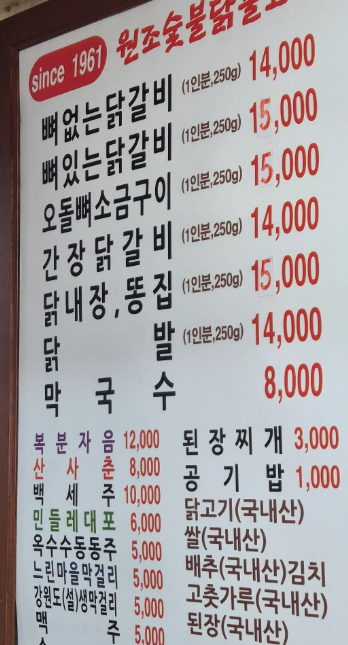 since 1961 원조숯불닭불고
뼈없는닭갈비 (1인분,250g) 14,000
뼈있는닭갈비 (1인분,250g) 15,000
오돌뼈소금구이 (1인분,250g) 15,000
간장닭갈비 (1인분,250g) 14,000
닭내장,똥집 (1인분,250g) 15,000
닭발 (1인분,250g) 14,000
막국수 8,000
복분자음 12,000
산사춘 8,000
백세주 10,000
민들레대포 6,000
옥수수동동주 5,000
느린마을막걸리 5,000
강원도(설)생막걸리 5,000
맥주 5,000
된장찌개 3,000
공기밥 1,000
닭고기(국내산)
쌀(국내산)
배추(국내산)김치
고춧가루(국내산)
된장(국내산)